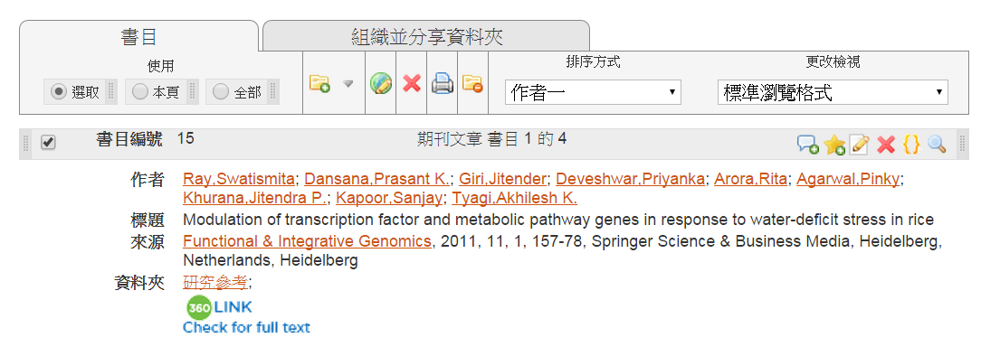 書目 組織並分享資料夾
使用 排序方式 更改檢視
選取 本頁 全部 作者一 標準瀏覽格式
書目編號 15 期刊文章 書目 1 的 4
作者 Ray,Swatismita; Dansana,Prasant K.; Giri,Jitender; Deveshwar,Priyanka; Arora,Rita; Agarwal,Pinky;
Khurana,Jitendra P.; Kapoor,Sanjay; Tyagi,Akhilesh K.
標題 Modulation of transcription factor and metabolic pathway genes in response to water-deficit stress in rice
來源 Functional & Integrative Genomics, 2011, 11, 1, 157-78, Springer Science & Business Media, Heidelberg,
Netherlands, Heidelberg
資料夾 研究參考;
360 LINK
Check for full text